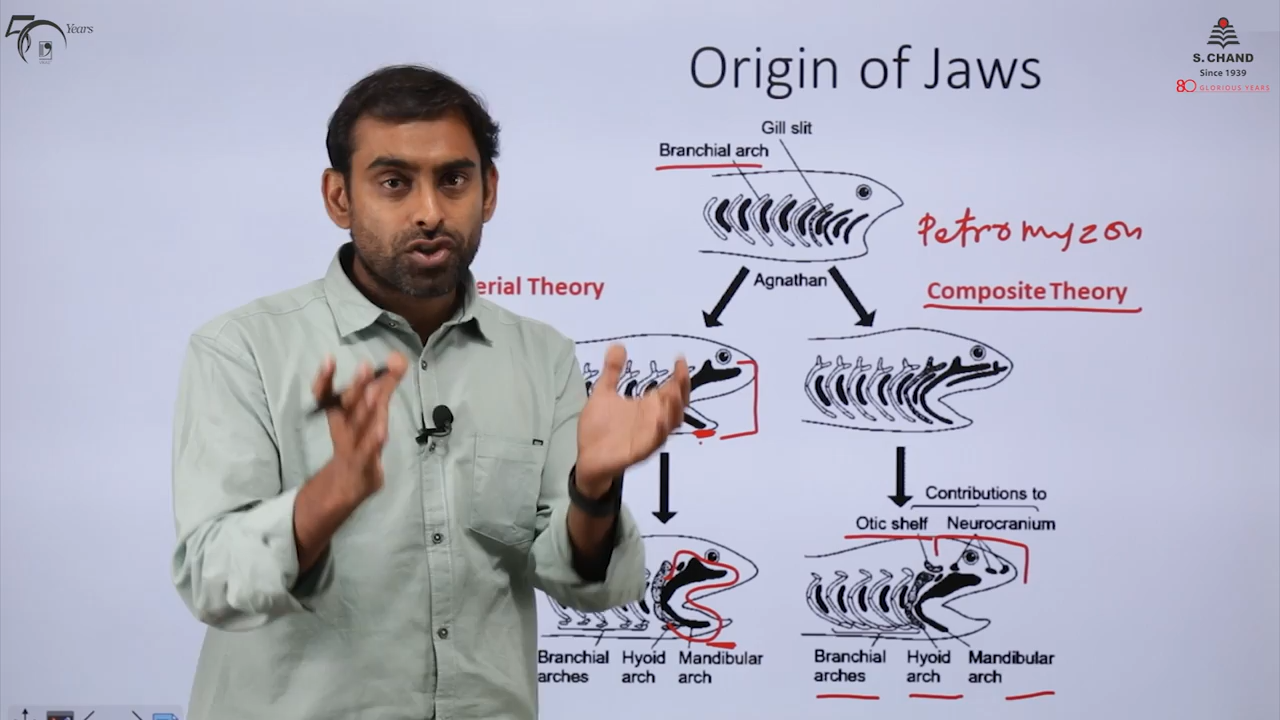 50 Years
S. CHAND
Since 1939
80 GLORIOUS YEARS
Origin of Jaws
Gill slit
Branchial arch
Petromyzon
Agnathan
erial Theory
Composite Theory
Contributions to
Otic shelf Neurocranium
Branchial arches
Hyoid arch
Mandibular arch
Branchial arches
Hyoid arch
Mandibular arch